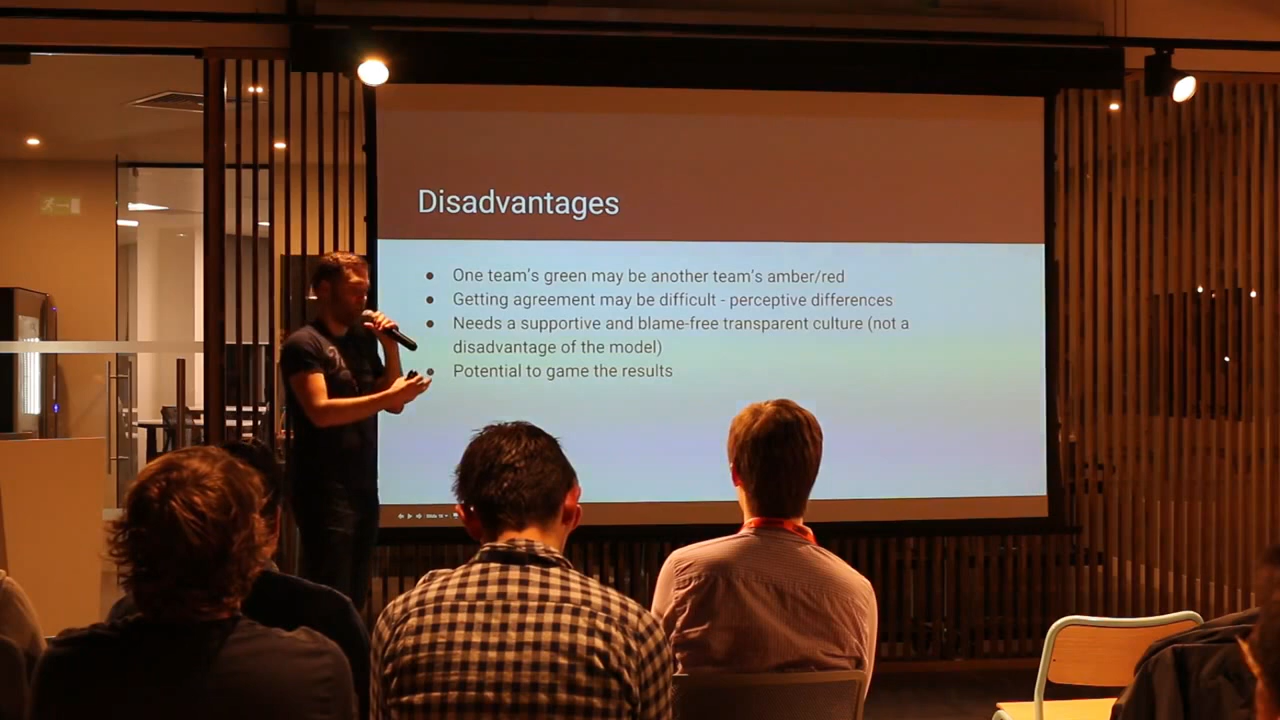 Disadvantages
● One team's green may be another team's amber/red
● Getting agreement may be difficult - perceptive differences
● Needs a supportive and blame-free transparent culture (not a
disadvantage of the model)
● Potential to game the results